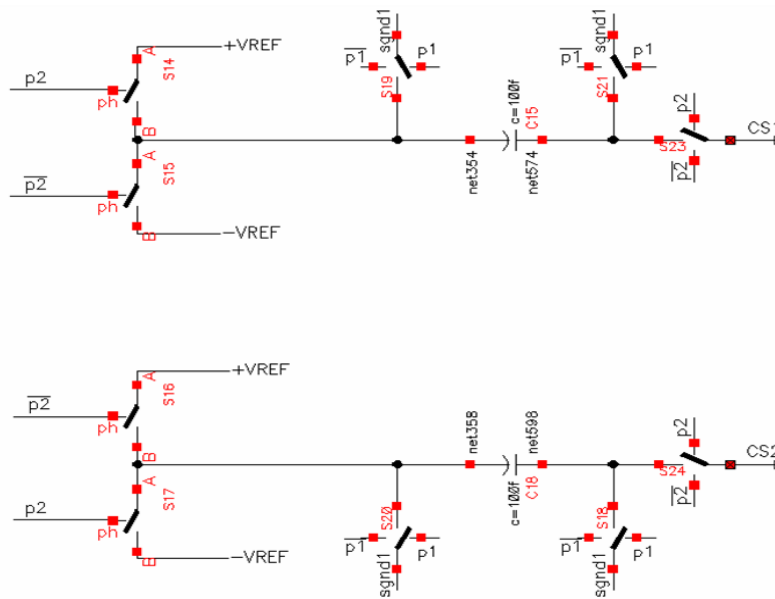 sgnd1
sgnd1
A
+VREF
S14
p1̅
p1
p1̅
p1
p2
ph
S19
S21
c=100f
C15
p2
B
CS1
A
S15
S23
p2̅
p2̅
ph
net354
net574
B
-VREF
A
+VREF
S16
p2̅
ph
net358
net598
p2
B
CS2
A
S17
c=100f
C18
S24
p2̅
p2
ph
S20
S18
B
-VREF
p1̅
p1
p1̅
p1
sgnd1
sgnd1